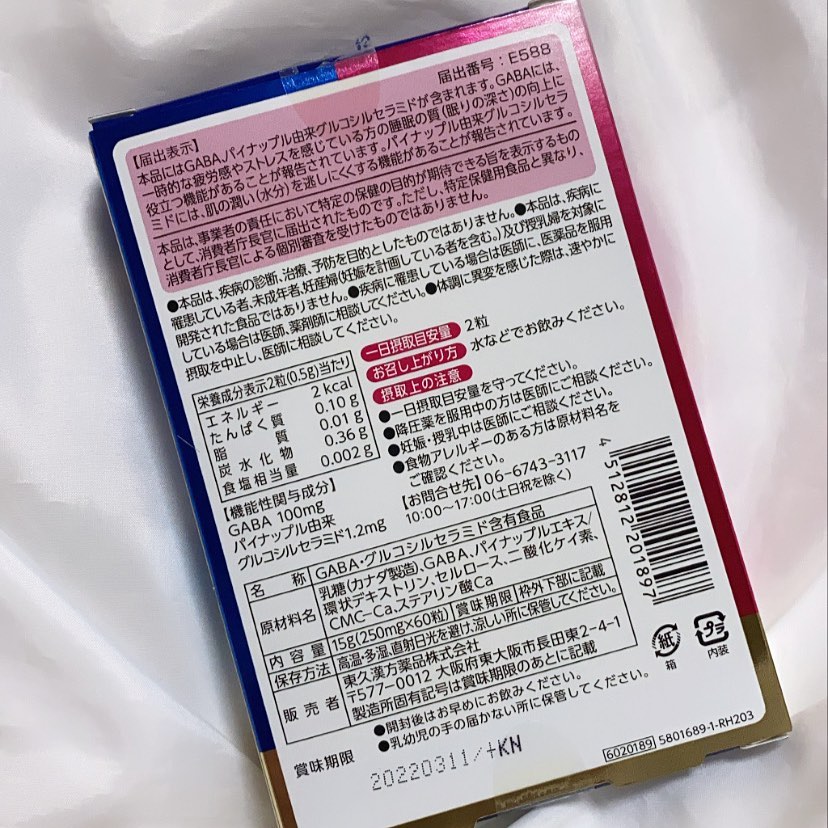 届出番号：E588
【届出表示】
本品にはGABA、パイナップル由来グルコシルセラミドが含まれます。GABAには、
一時的な疲労感やストレスを感じている方の睡眠の質(眠りの深さ)の向上に
役立つ機能があることが報告されています。パイナップル由来グルコシルセラ
ミドには、肌の潤い(水分)を逃しにくくする機能があることが報告されています。
本品は、事業者の責任において特定の保健の目的が期待できる旨を表示するもの
として、消費者庁長官に届出されたものです。ただし、特定保健用食品と異なり、
消費者庁長官による個別審査を受けたものではありません。
●本品は、疾病の診断、治療、予防を目的としたものではありません。●本品は、疾病に
罹患している者、未成年者、妊産婦(妊娠を計画している者を含む。)及び授乳婦を対象に
開発された食品ではありません。●疾病に罹患している場合は医師に、医薬品を服用
している場合は医師、薬剤師に相談してください。●体調に異変を感じた際は、速やかに
摂取を中止し、医師に相談してください。
栄養成分表示2粒(0.5g)当たり
エネルギー 2 kcal
たんぱく質 0.10 g
脂質 0.01 g
炭水化物 0.36 g
食塩相当量 0.002 g
【機能性関与成分】
GABA 100mg
パイナップル由来
グルコシルセラミド1.2mg
一日摂取目安量 2粒
お召し上がり方 水などでお飲みください。
摂取上の注意
●一日摂取目安量を守ってください。
●降圧薬を服用中の方は医師にご相談ください。
●妊娠・授乳中は医師にご相談ください。
●食物アレルギーのある方は原材料名を
ご確認ください。
【お問合せ先】06-6743-3117
10:00～17:00(土日祝を除く)
4 512812 201897
名称 GABA・グルコシルセラミド含有食品
原材料名 乳糖(カナダ製造)、GABA、パイナップルエキス/
環状デキストリン、セルロース、二酸化ケイ素、
CMC-Ca、ステアリン酸Ca
内容量 15g(250mg×60粒) 賞味期限 枠外下部に記載
保存方法 高温・多湿、直射日光を避け、涼しい所に保管してください。
販売者 東久漢方薬品株式会社
〒577-0012 大阪府東大阪市長田東2-4-1
製造所固有記号は賞味期限のあとに記載
●開封後はお早めにお飲みください。
●乳幼児の手の届かない所に保管してください。
紙
箱
プラ
内装
賞味期限 20220311/+KN
6020189 5801689-1-RH203